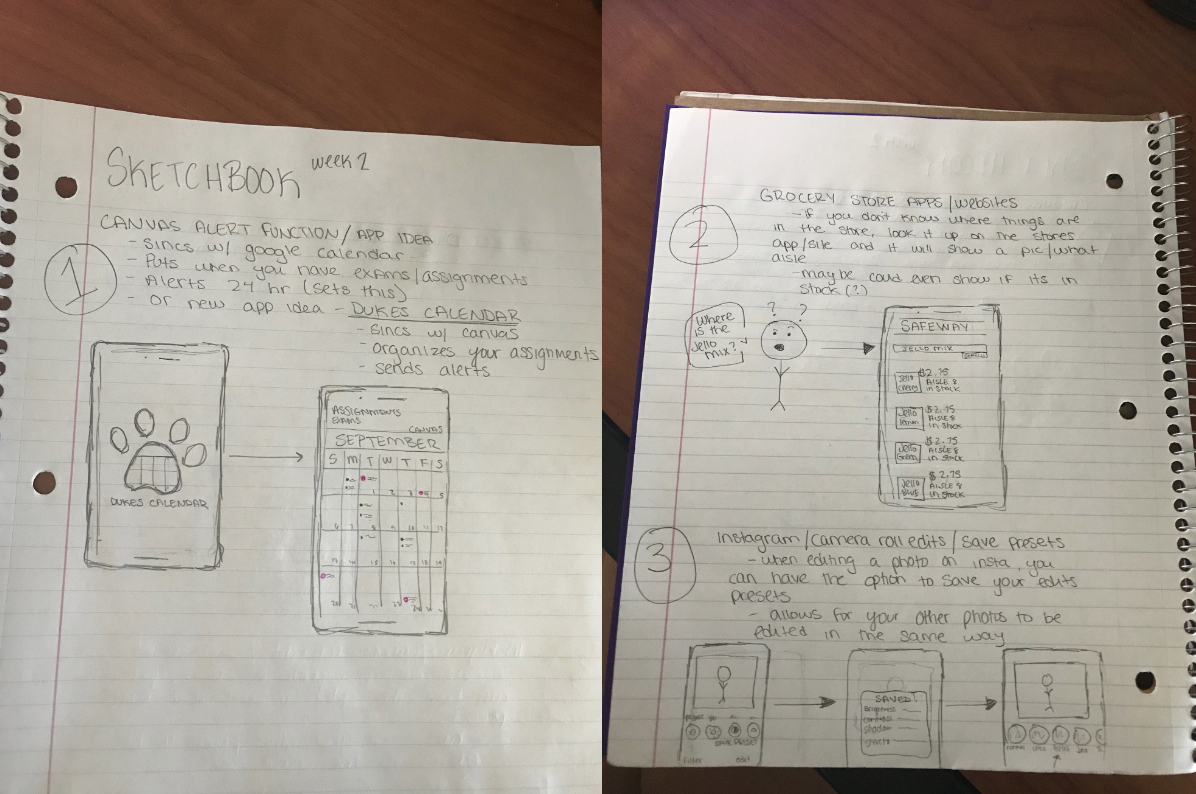 SKETCHBOOK week 2
CANVAS ALERT FUNCTION/APP IDEA
1
- Sincs w/ google calendar
- Puts when you have exams/assignments
- Alerts 24 hr (sets this)
- or new app idea - DUKES CALENDAR
- sincs w/ canvas
- organizes your assignments
- sends alerts
DUKES CALENDAR
ASSIGNMENTS
EXAMS
CANVAS
SEPTEMBER
S M T W T F S
GROCERY STORE APPS/websites
2
- if you don't know where things are
in the store, look it up on the stores
app/site and it will show a pic/what
aisle
- maybe could even show if its in
stock (?)
Where
is the
Jello
mix?
? ?
SAFEWAY
JELLO MIX
Jello
cherry
$2.75
AISLE 8
in Stock
Jello
lemon
$2.75
AISLE 8
in Stock
Jello
Green
$2.75
AISLE 8
in Stock
Jello
BLUE
$2.75
AISLE 8
in Stock
3
Instagram/camera roll edits/save presets
- when editing a photo on insta, you
can have the option to save your edits
presets
- allows for your other photos to be
edited in the same way
SAVE PRESET
Filter edit
SAVED!
Brightness
contrast
shadow
normal